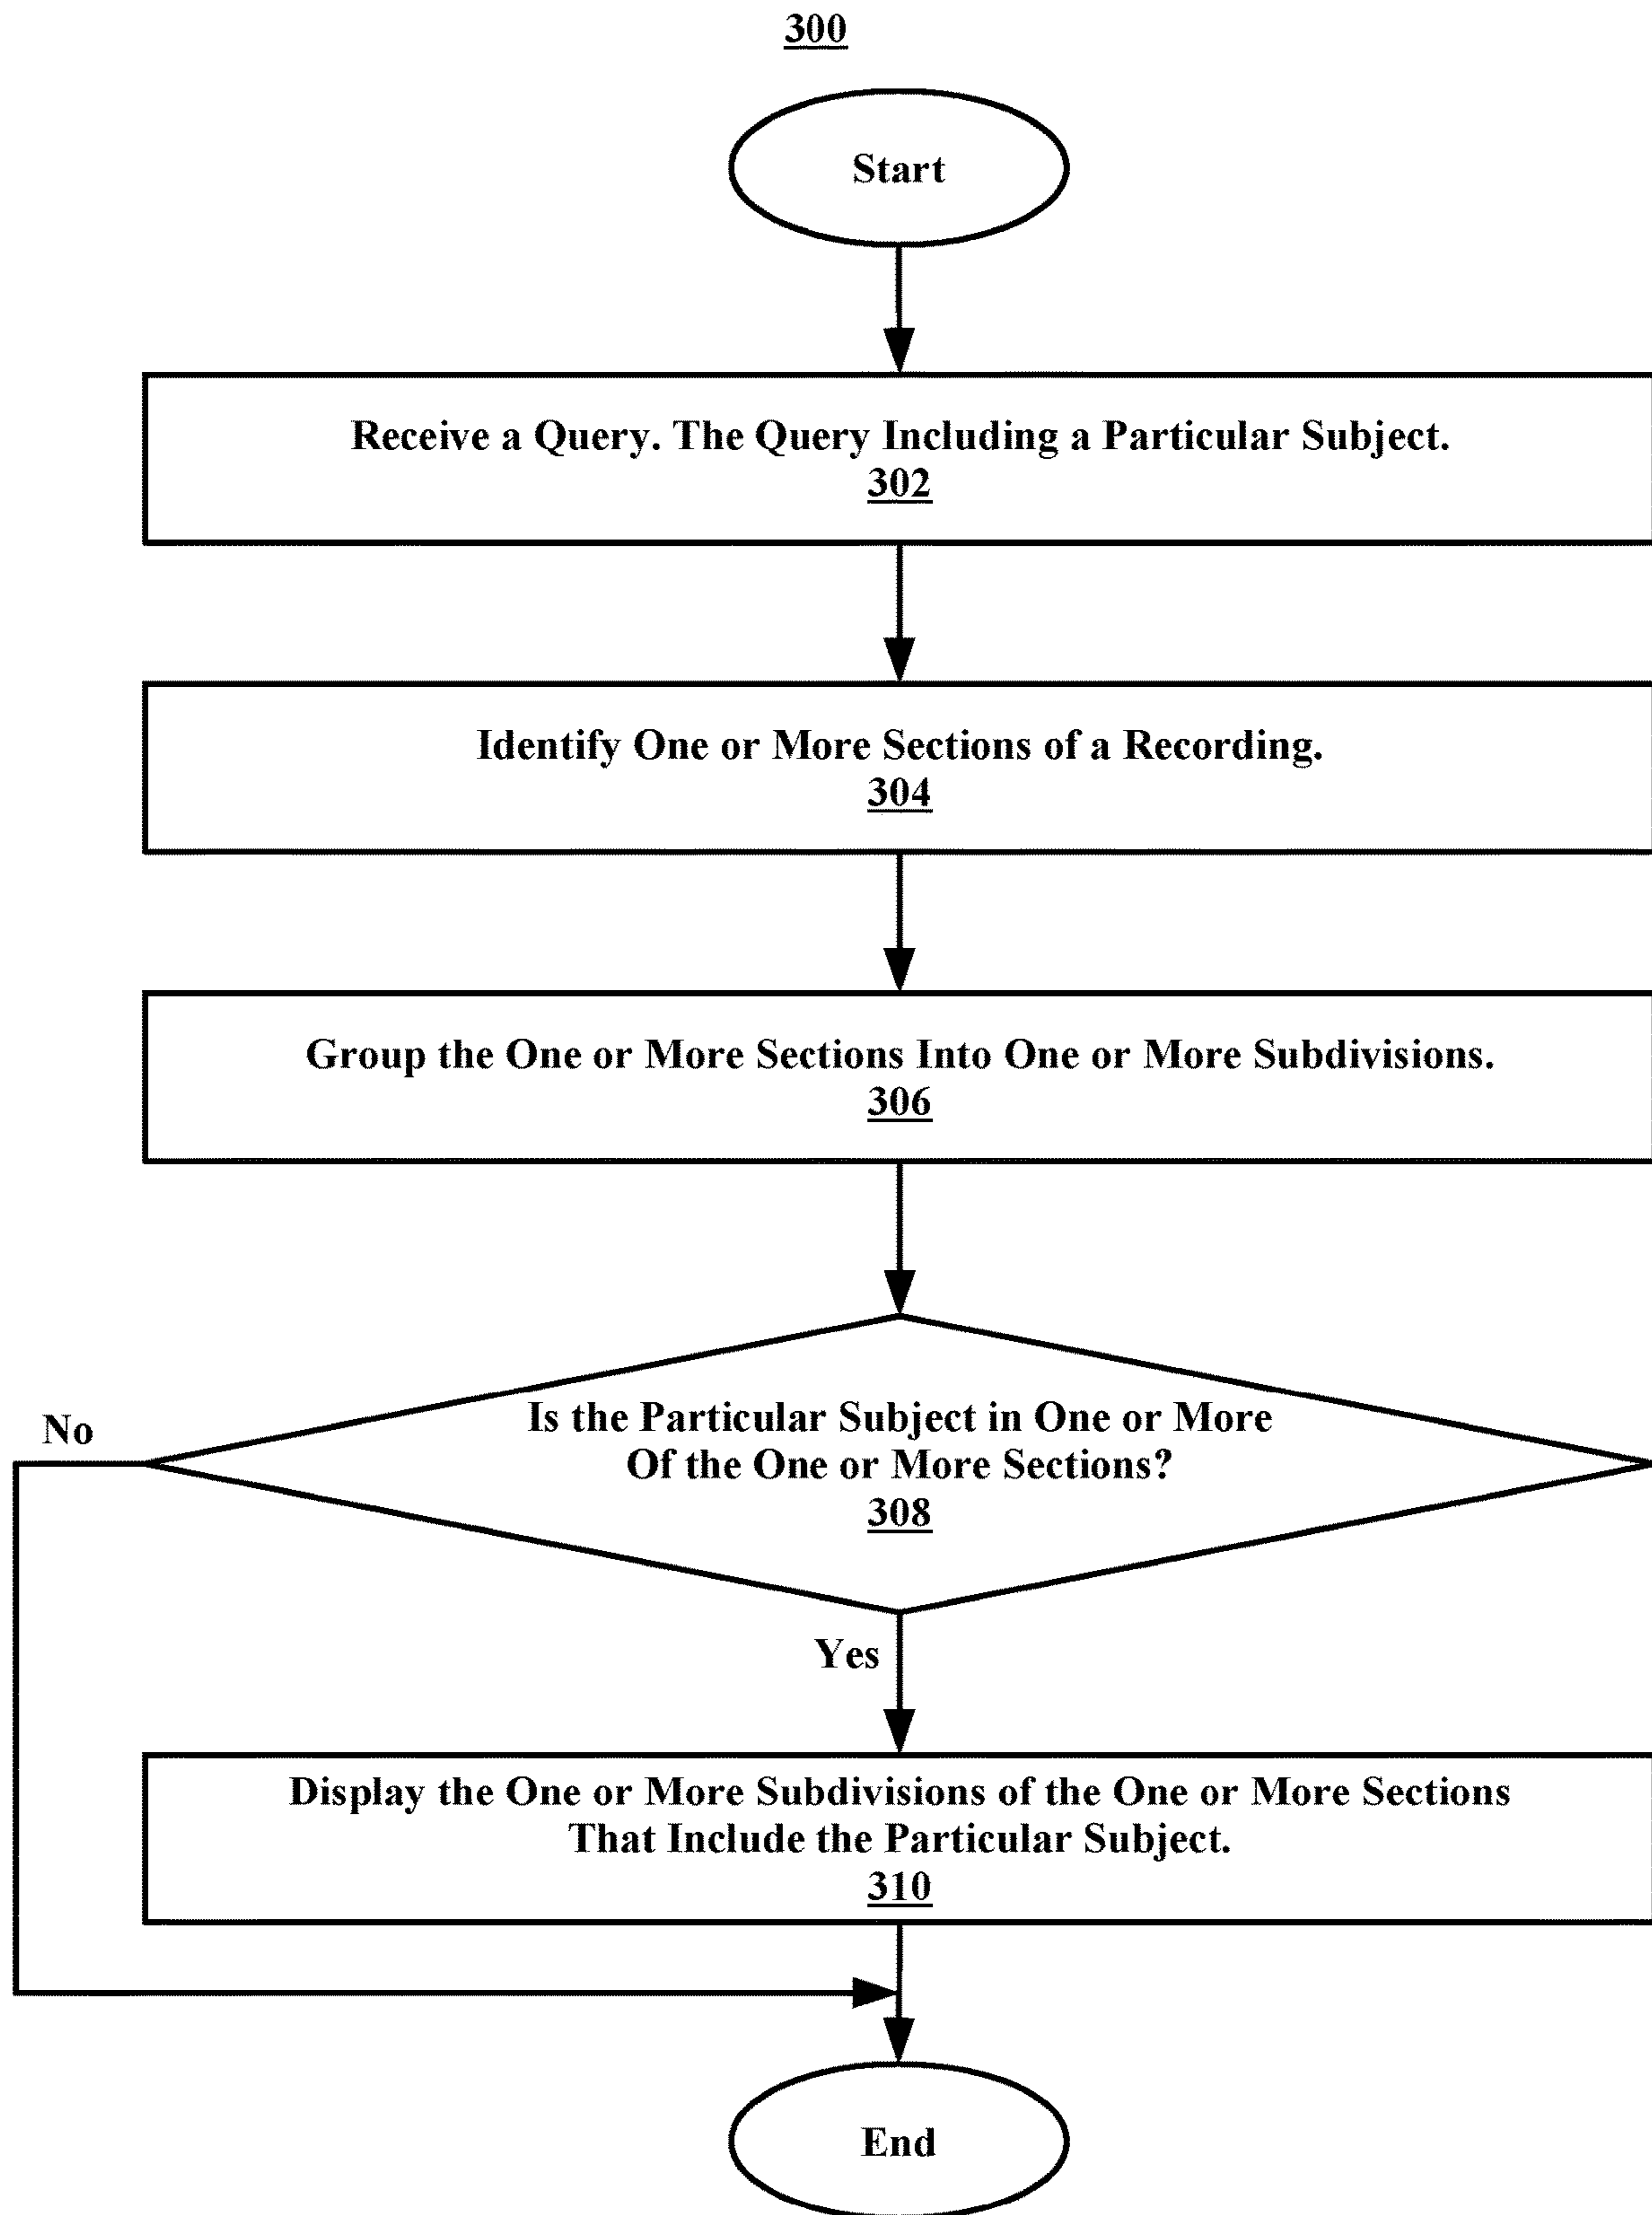 300
Start
Receive a Query. The Query Including a Particular Subject.
302
Identify One or More Sections of a Recording.
304
Group the One or More Sections Into One or More Subdivisions.
306
Is the Particular Subject in One or More
Of the One or More Sections?
308
No
Yes
Display the One or More Subdivisions of the One or More Sections
That Include the Particular Subject.
310
End